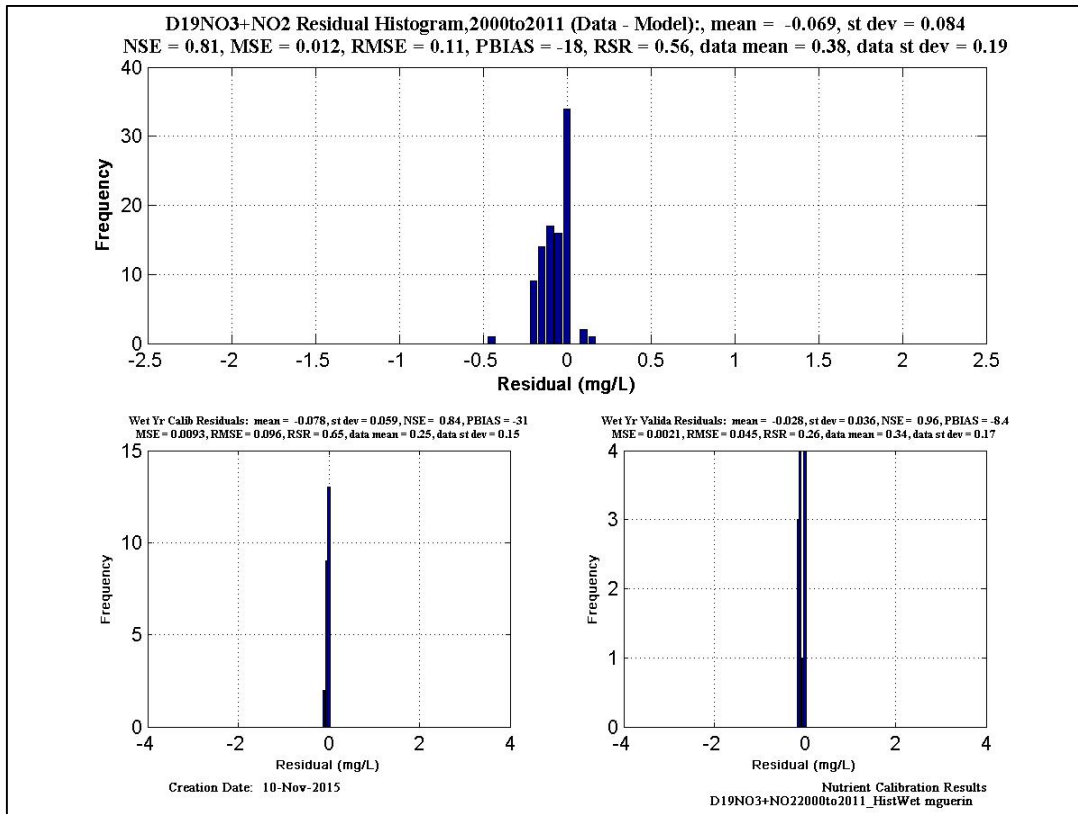 D19NO3+NO2 Residual Histogram,2000to2011 (Data - Model):, mean = -0.069, st dev = 0.084
NSE = 0.81, MSE = 0.012, RMSE = 0.11, PBIAS = -18, RSR = 0.56, data mean = 0.38, data st dev = 0.19
40
30
20
10
0
Frequency
-2.5 -2 -1.5 -1 -0.5 0 0.5 1 1.5 2 2.5
Residual (mg/L)
Wet Yr Calib Residuals: mean = -0.078, st dev = 0.059, NSE = 0.84, PBIAS = -31
MSE = 0.0093, RMSE = 0.096, RSR = 0.65, data mean = 0.25, data st dev = 0.15
15
10
5
0
Frequency
-4 -2 0 2 4
Residual (mg/L)
Wet Yr Valida Residuals: mean = -0.028, st dev = 0.036, NSE = 0.96, PBIAS = -8.4
MSE = 0.0021, RMSE = 0.045, RSR = 0.26, data mean = 0.34, data st dev = 0.17
4
3
2
1
0
Frequency
-4 -2 0 2 4
Residual (mg/L)
Creation Date: 10-Nov-2015
Nutrient Calibration Results
D19NO3+NO22000to2011_HistWet mguerin